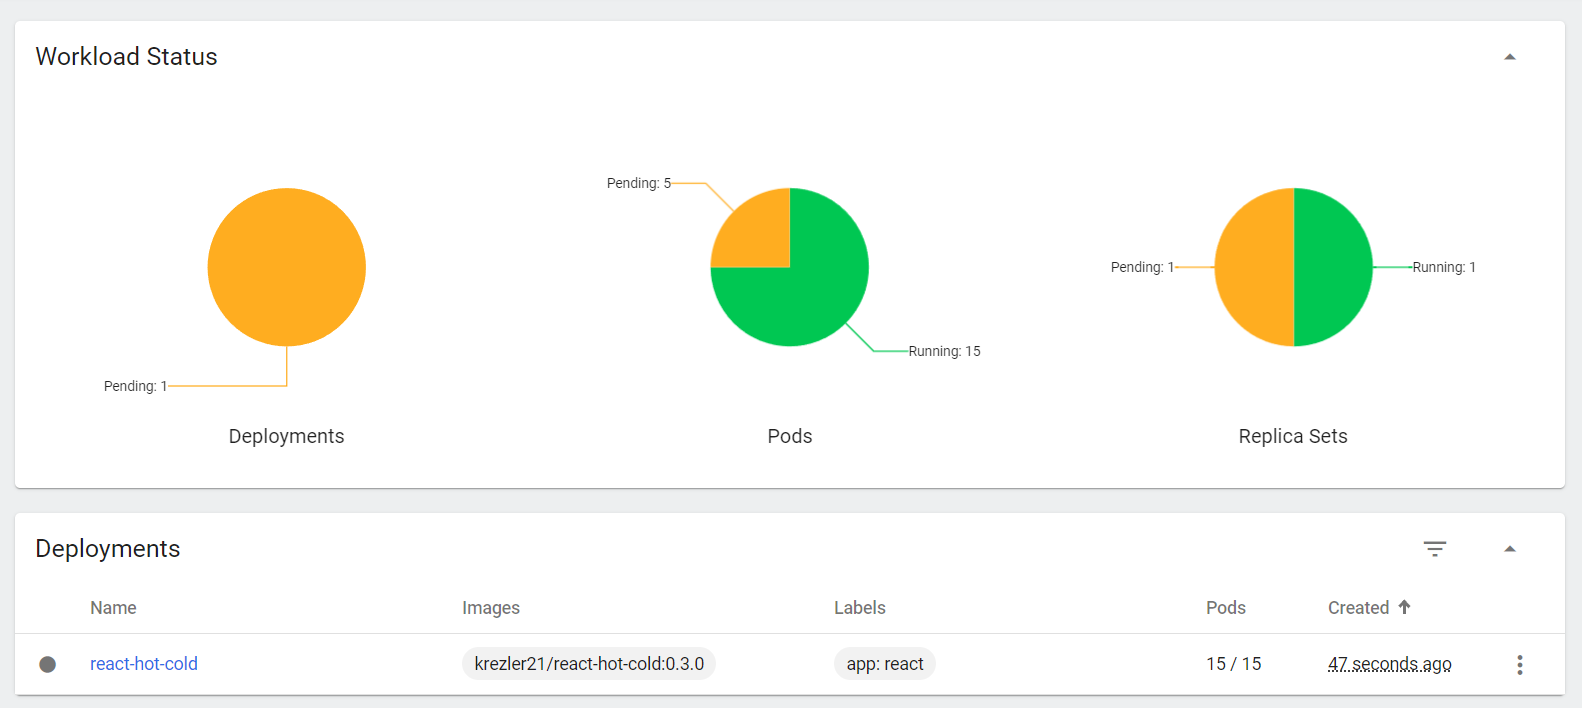 Workload Status
Pending: 5
Pending: 1
Running: 1
Running: 15
Pending: 1
Deployments
Pods
Replica Sets
Deployments
Name Images Labels Pods Created
react-hot-cold krezler21/react-hot-cold:0.3.0 app: react 15 / 15 47 seconds ago